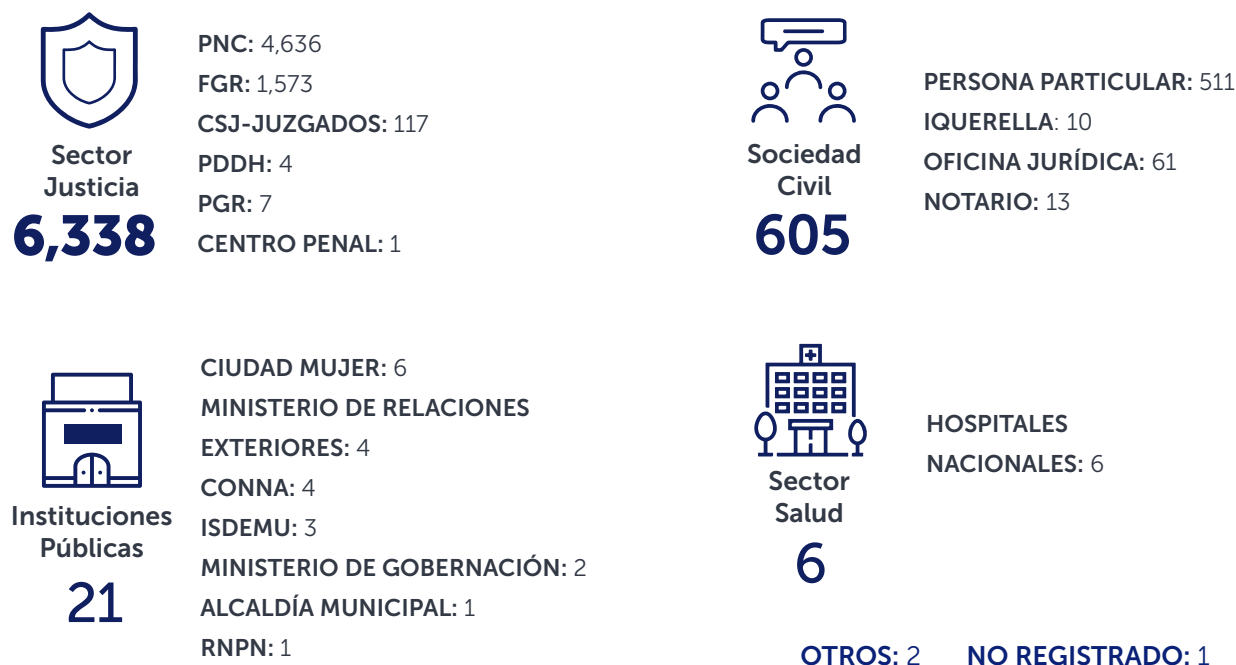 Sector
Justicia
6,338
PNC: 4,636
FGR: 1,573
CSJ-JUZGADOS: 117
PDDH: 4
PGR: 7
CENTRO PENAL: 1
Sociedad
Civil
605
PERSONA PARTICULAR: 511
IQUERELLA: 10
OFICINA JURÍDICA: 61
NOTARIO: 13
Instituciones
Públicas
21
CIUDAD MUJER: 6
MINISTERIO DE RELACIONES
EXTERIORES: 4
CONNA: 4
ISDEMU: 3
MINISTERIO DE GOBERNACIÓN: 2
ALCALDÍA MUNICIPAL: 1
RNPN: 1
Sector
Salud
6
HOSPITALES
NACIONALES: 6
OTROS: 2 NO REGISTRADO: 1